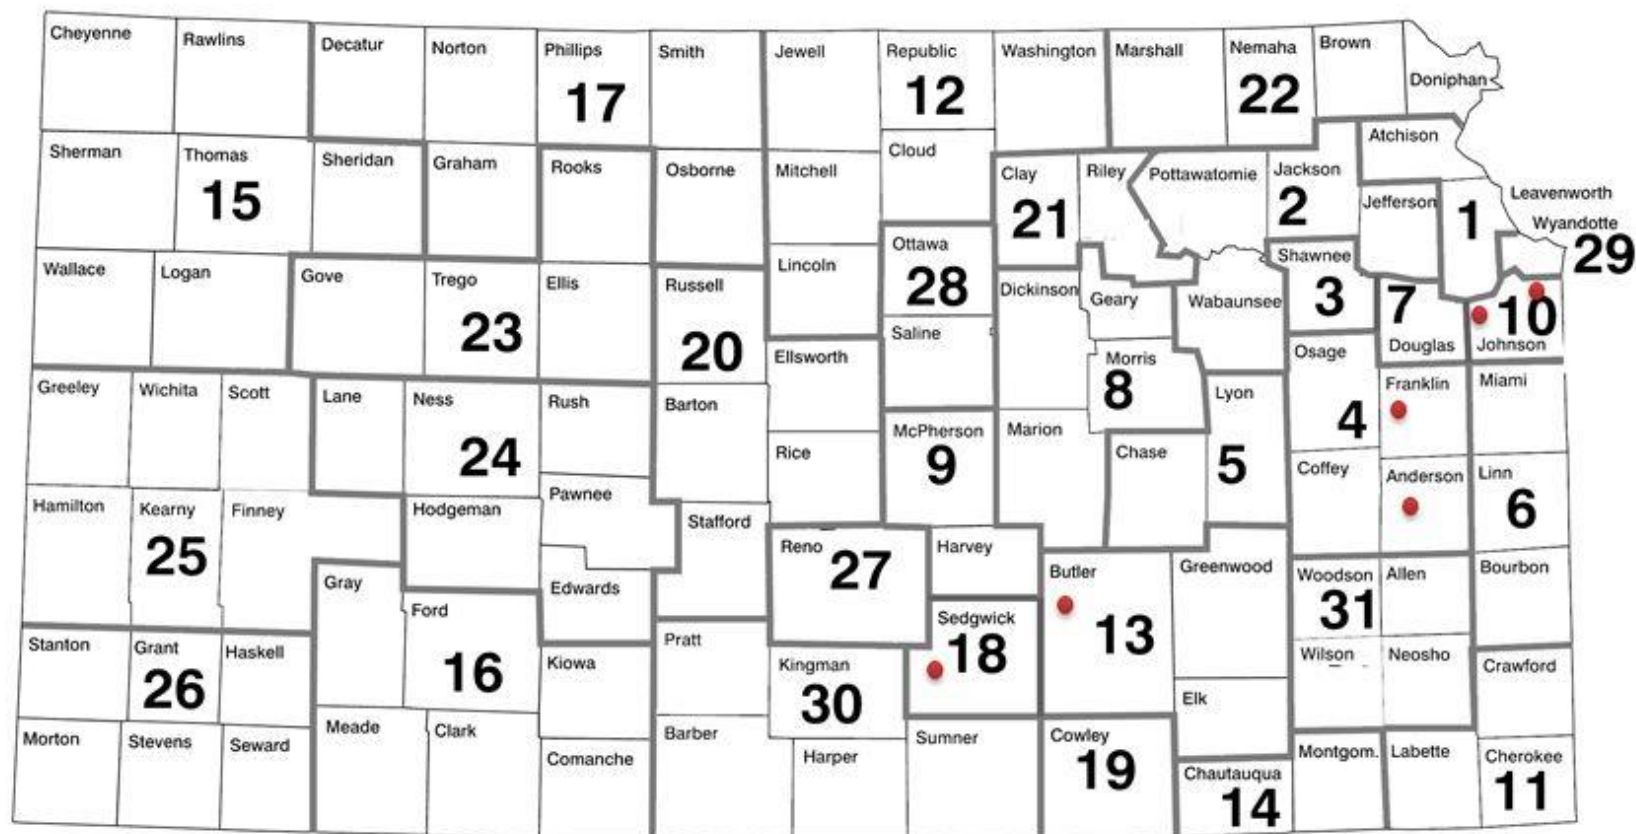 Cheyenne
Rawlins
Decatur
Norton
Phillips
17
Smith
Jewell
Republic
12
Washington
Marshall
Nemaha
22
Brown
Doniphan
Sherman
Thomas
15
Sheridan
Graham
Rooks
Osborne
Mitchell
Cloud
Clay
21
Riley
Pottawatomie
Jackson
2
Atchison
Jefferson
1
Leavenworth
Wyandotte
29
Wallace
Logan
Gove
Trego
23
Ellis
Russell
20
Lincoln
Ottawa
28
Saline
Dickinson
Geary
Wabaunsee
Shawnee
3
7
Douglas
10
Johnson
Ellsworth
Morris
8
Osage
4
Greeley
Wichita
Scott
Lane
Ness
24
Rush
Barton
Rice
McPherson
9
Marion
Chase
Lyon
5
Coffey
Franklin
Miami
Anderson
Linn
6
Hamilton
Kearny
25
Finney
Hodgeman
Pawnee
Stafford
Reno
27
Harvey
Butler
13
Greenwood
Woodson
31
Allen
Bourbon
Gray
Ford
16
Edwards
Stanton
Grant
26
Haskell
Kiowa
Pratt
Kingman
30
Sedgwick
18
Elk
Wilson
Neosho
Crawford
Morton
Stevens
Seward
Meade
Clark
Comanche
Barber
Harper
Sumner
Cowley
19
Chautauqua
14
Montgom.
Labette
Cherokee
11